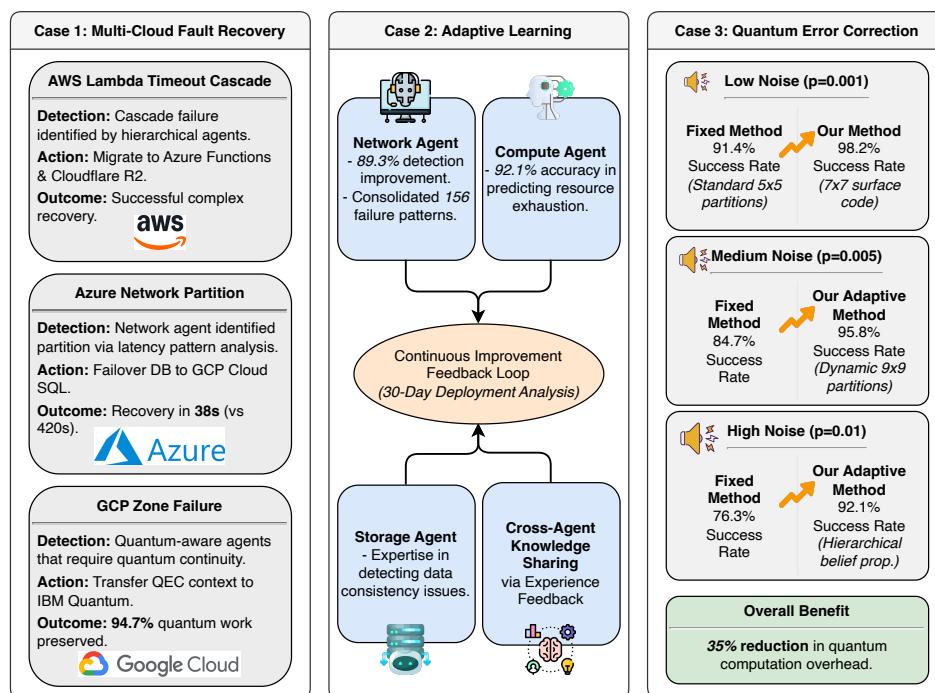 Case 1: Multi-Cloud Fault Recovery
AWS Lambda Timeout Cascade
Detection: Cascade failure
identified by hierarchical agents.
Action: Migrate to Azure Functions
& Cloudflare R2.
Outcome: Successful complex
recovery.
aws
Azure Network Partition
Detection: Network agent identified
partition via latency pattern analysis.
Action: Failover DB to GCP Cloud
SQL.
Outcome: Recovery in 38s (vs
420s).
Azure
GCP Zone Failure
Detection: Quantum-aware agents
that require quantum continuity.
Action: Transfer QEC context to
IBM Quantum.
Outcome: 94.7% quantum work
preserved.
Google Cloud
Case 2: Adaptive Learning
Network Agent
- 89.3% detection
improvement.
- Consolidated 156
failure patterns.
Compute Agent
- 92.1% accuracy in
predicting resource
exhaustion.
Continuous Improvement
Feedback Loop
(30-Day Deployment Analysis)
Storage Agent
- Expertise in
detecting data
consistency issues.
Cross-Agent
Knowledge
Sharing
via Experience
Feedback
Case 3: Quantum Error Correction
Low Noise (p=0.001)
Fixed Method
91.4%
Success Rate
(Standard 5x5
partitions)
Our Method
98.2%
Success Rate
(7x7 surface
code)
Medium Noise (p=0.005)
Fixed
Method
84.7%
Success
Rate
Our Adaptive
Method
95.8%
Success Rate
(Dynamic 9x9
partitions)
High Noise (p=0.01)
Fixed
Method
76.3%
Success
Rate
Our Adaptive
Method
92.1%
Success Rate
(Hierarchical
belief prop.)
Overall Benefit
35% reduction in quantum
computation overhead.